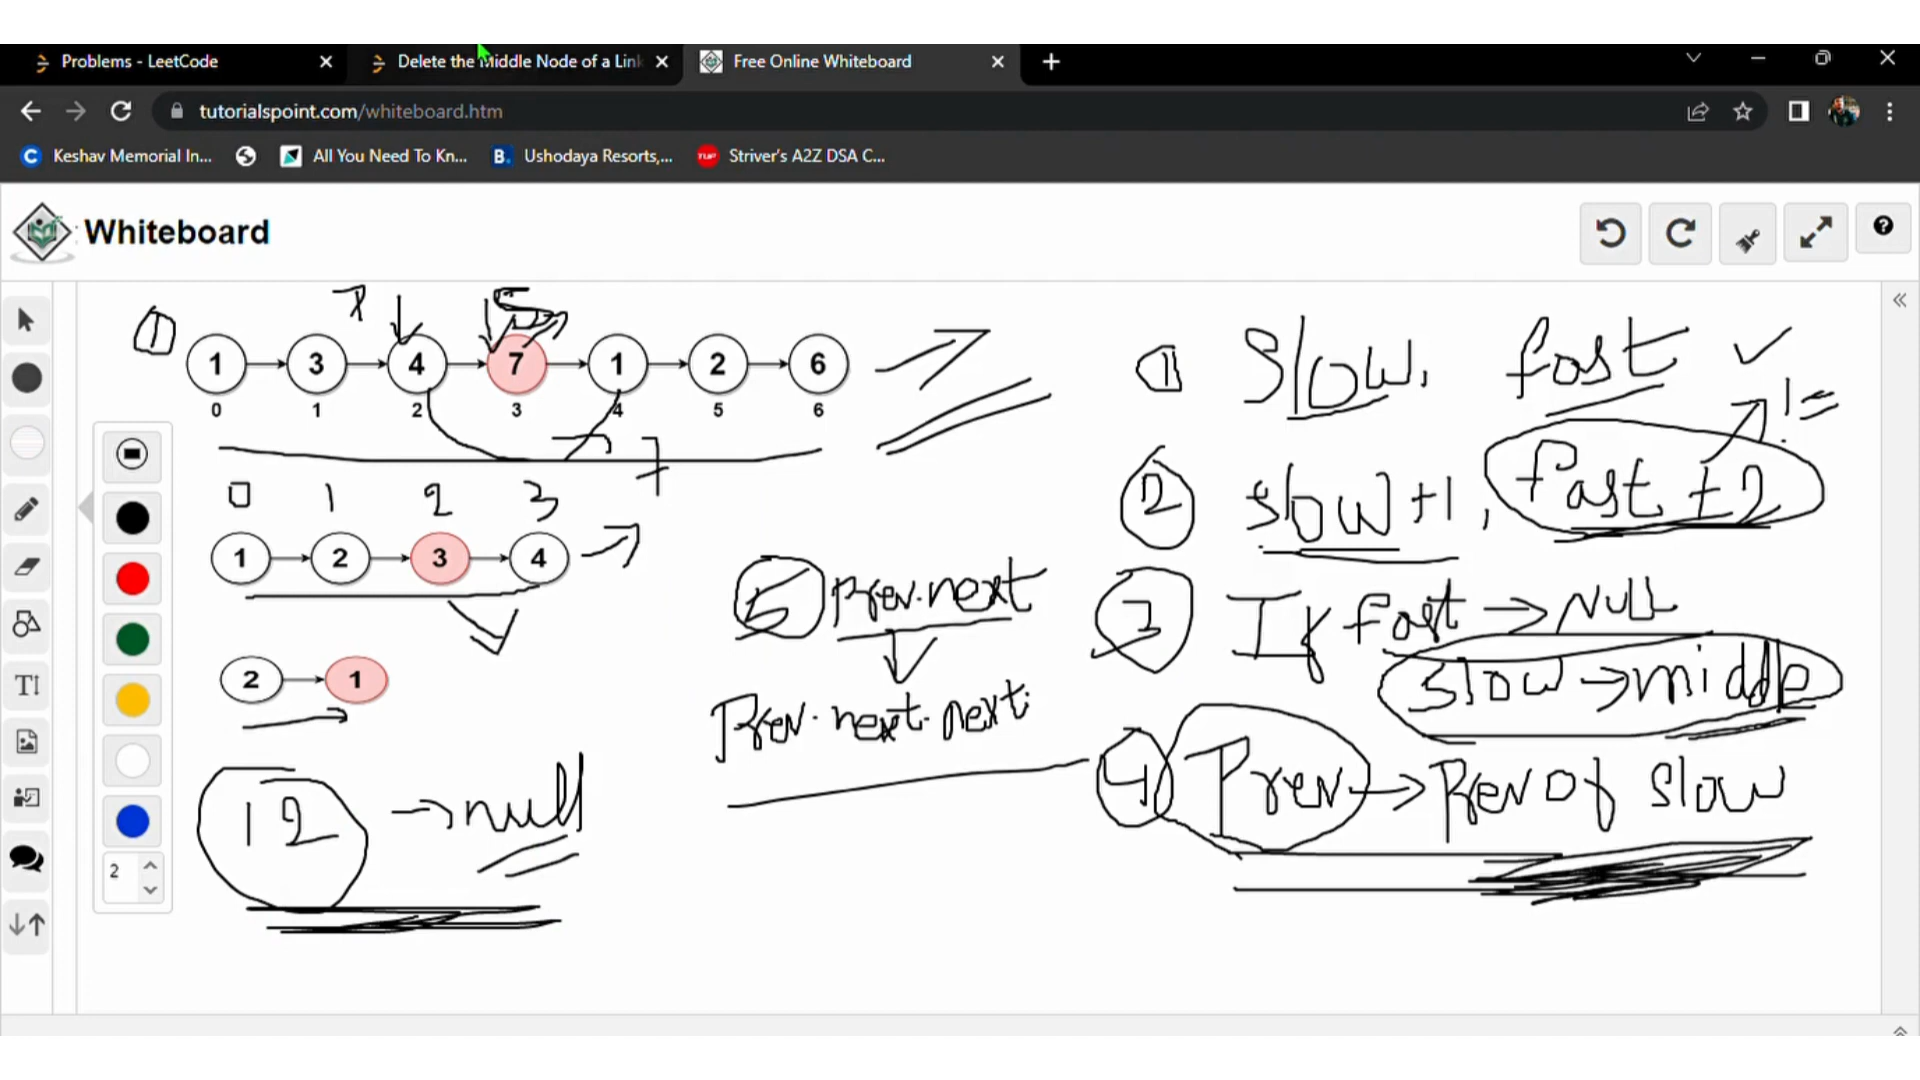 Problems - LeetCode
Delete the Middle Node of a Link
Free Online Whiteboard
tutorialspoint.com/whiteboard.htm
Keshav Memorial In...
All You Need To Kn...
B. Ushodaya Resorts,...
TUF Striver's A2Z DSA C...
Whiteboard
1
1 3 4 7 1 2 6
0 1 2 3 4 5 6
0 1 2 3
1 2 3 4
2 1
12 → null
2
5 Prev.next
Prev.next.next
1 Slow, fast
!=
2 slow +1, fast +2
3 If fast → Null
slow → middle
4 Prev → Prev of slow